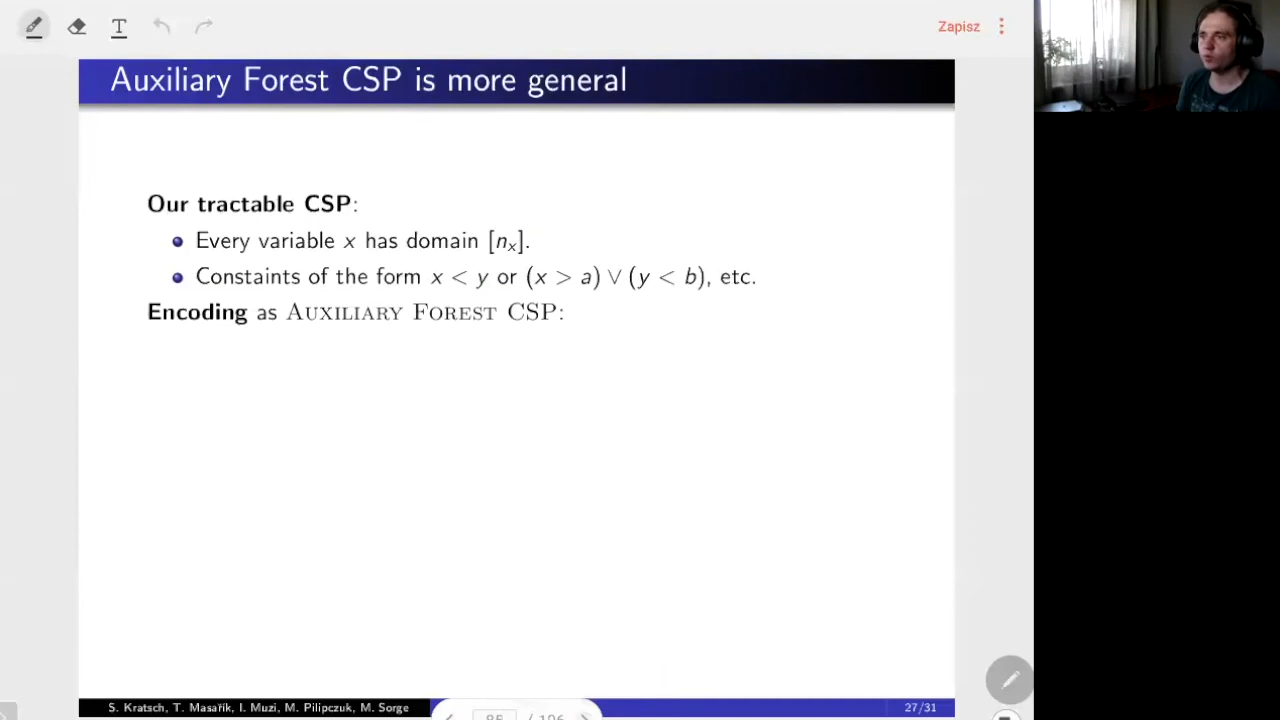 T
Zapisz
Auxiliary Forest CSP is more general
Our tractable CSP:
Every variable x has domain [nₓ].
Constaints of the form x < y or (x > a) ∨ (y < b), etc.
Encoding as AUXILIARY FOREST CSP:
S. Kratsch, T. Masařík, I. Muzi, M. Pilipczuk, M. Sorge
27/31